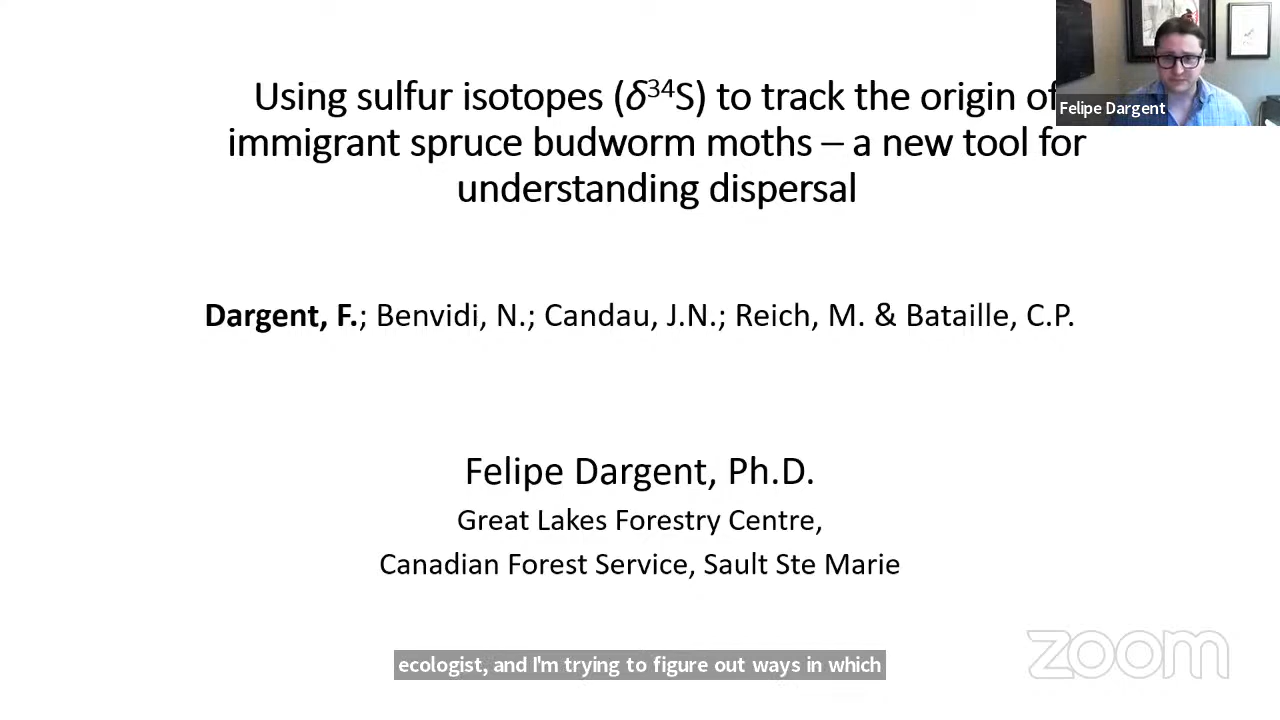 Using sulfur isotopes (δ³⁴S) to track the origin of
immigrant spruce budworm moths – a new tool for
understanding dispersal
Felipe Dargent
Dargent, F.; Benvidi, N.; Candau, J.N.; Reich, M. & Bataille, C.P.
Felipe Dargent, Ph.D.
Great Lakes Forestry Centre,
Canadian Forest Service, Sault Ste Marie
ecologist, and I'm trying to figure out ways in which
zoom